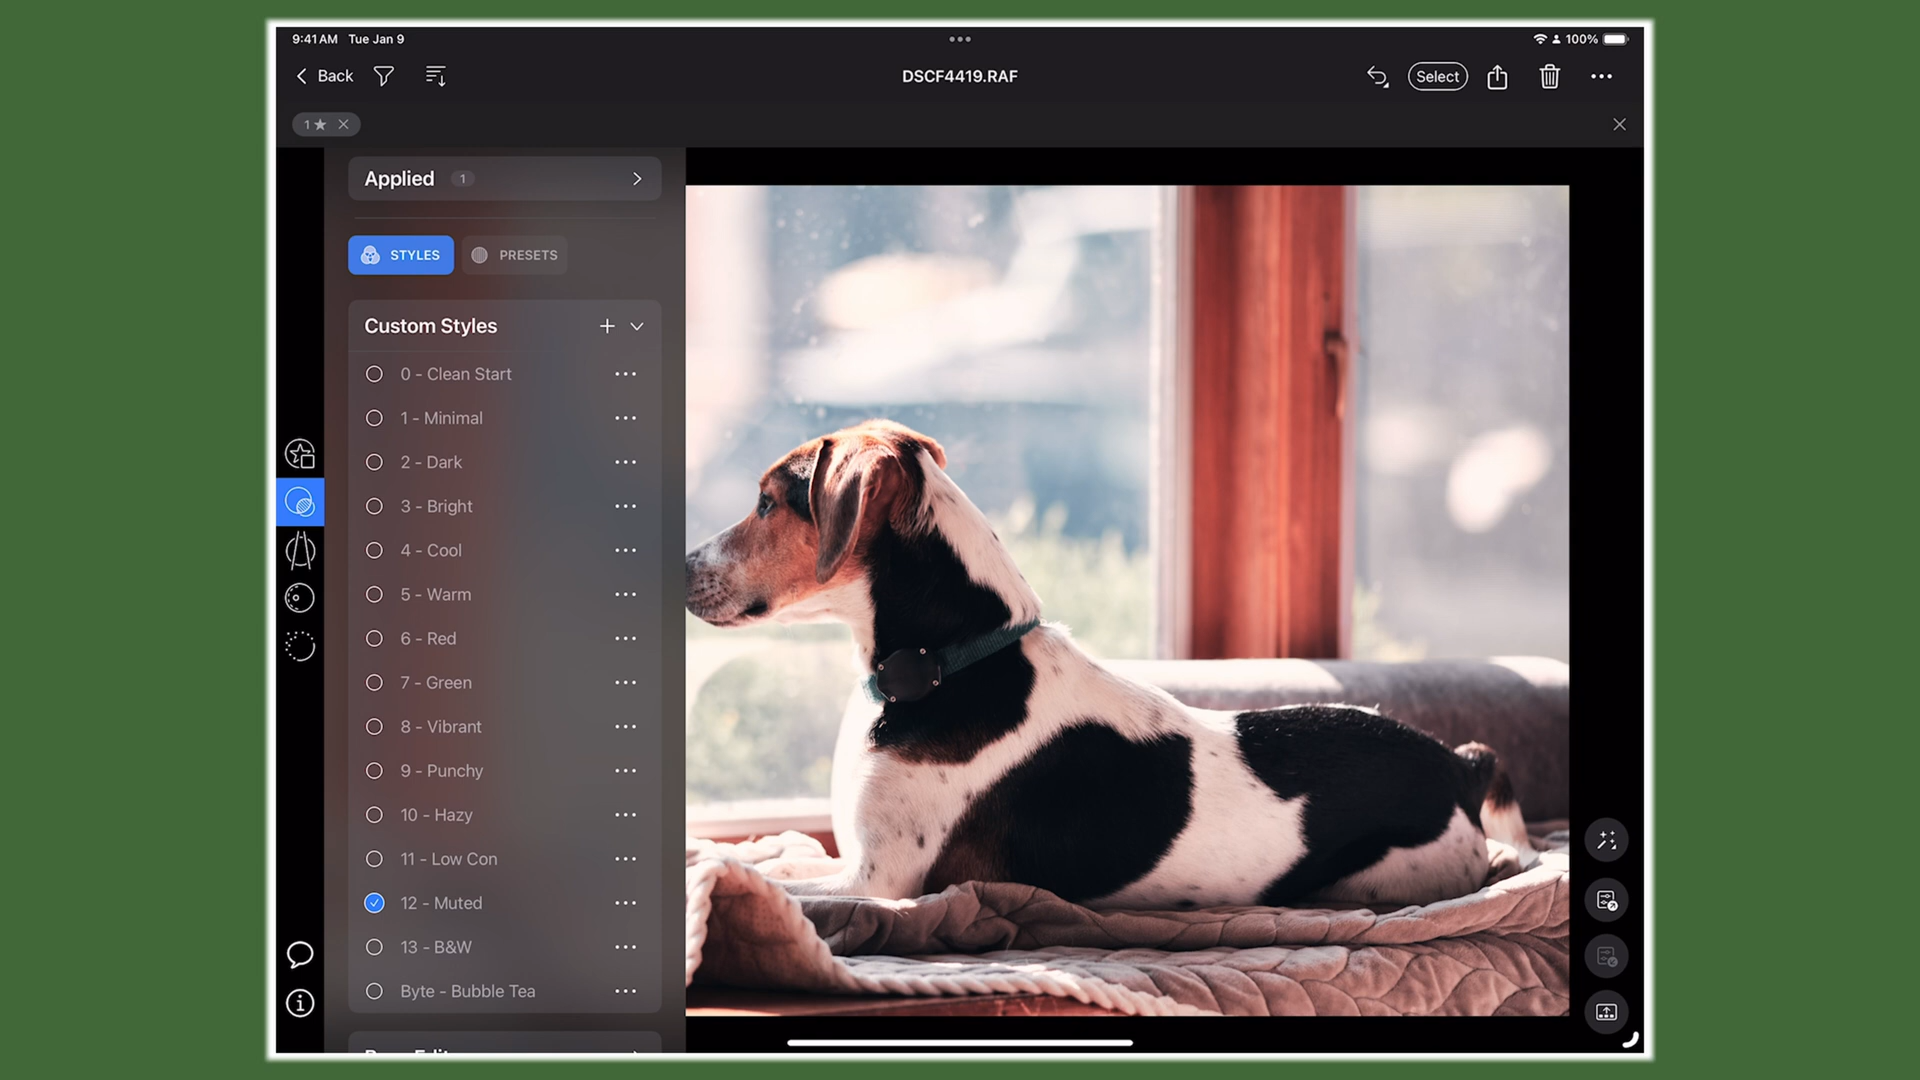 9:41 AM Tue Jan 9
100%
Back
DSCF4419.RAF
Select
1★
Applied 1
STYLES
PRESETS
Custom Styles
0 - Clean Start
1 - Minimal
2 - Dark
3 - Bright
4 - Cool
5 - Warm
6 - Red
7 - Green
8 - Vibrant
9 - Punchy
10 - Hazy
11 - Low Con
12 - Muted
13 - B&W
Byte - Bubble Tea